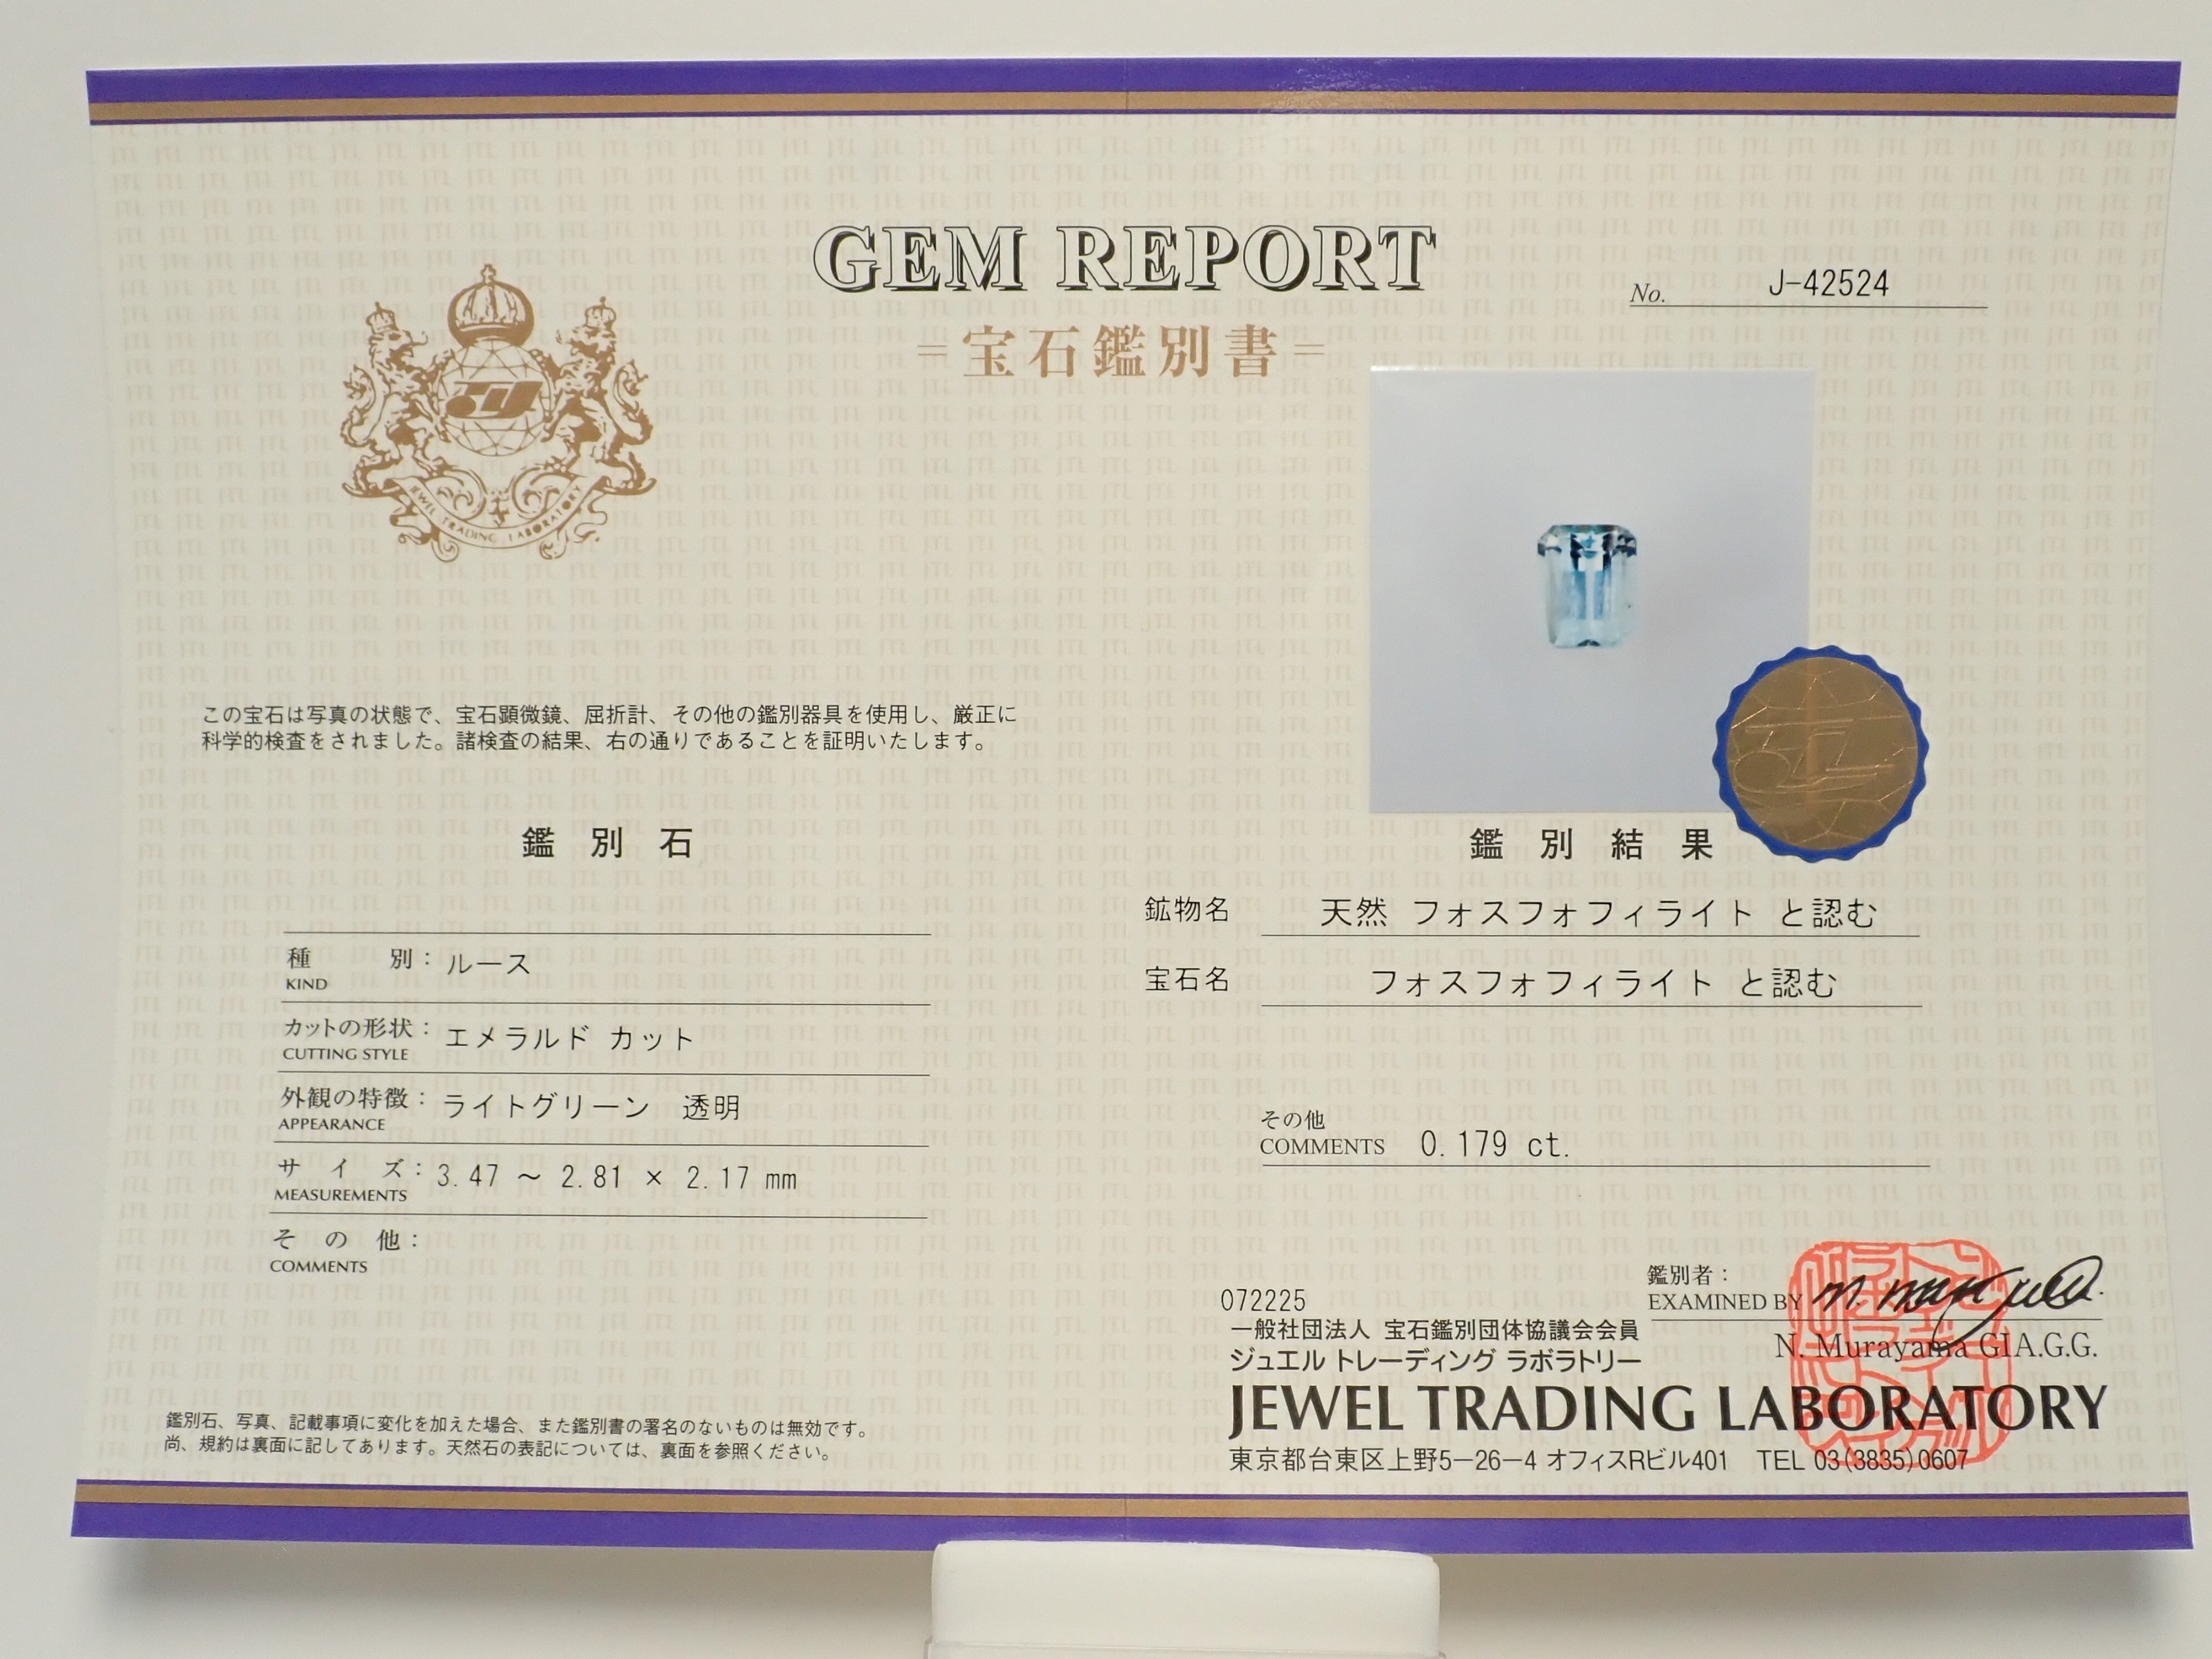 GEM REPORT
=宝石鑑別書=
No. J-42524
JEWEL TRADING LABORATORY
この宝石は写真の状態で、宝石顕微鏡、屈折計、その他の鑑別器具を使用し、厳正に
科学的検査をされました。諸検査の結果、右の通りであることを証明いたします。
鑑別石
種別: ルース
KIND
カットの形状: エメラルド カット
CUTTING STYLE
外観の特徴: ライトグリーン 透明
APPEARANCE
サイズ: 3.47 ～ 2.81 × 2.17 mm
MEASUREMENTS
その他:
COMMENTS
鑑別石、写真、記載事項に変化を加えた場合、また鑑別書の署名のないものは無効です。
尚、規約は裏面に記してあります。天然石の表記については、裏面を参照ください。
鑑別結果
鉱物名 天然 フォスフォフィライト と認む
宝石名 フォスフォフィライト と認む
その他
COMMENTS 0.179 ct.
072225
鑑別者:
EXAMINED BY
一般社団法人 宝石鑑別団体協議会会員
N. Murayama GIA.G.G.
ジュエル トレーディング ラボラトリー
JEWEL TRADING LABORATORY
東京都台東区上野5－26－4 オフィスRビル401 TEL 03(3835)0607